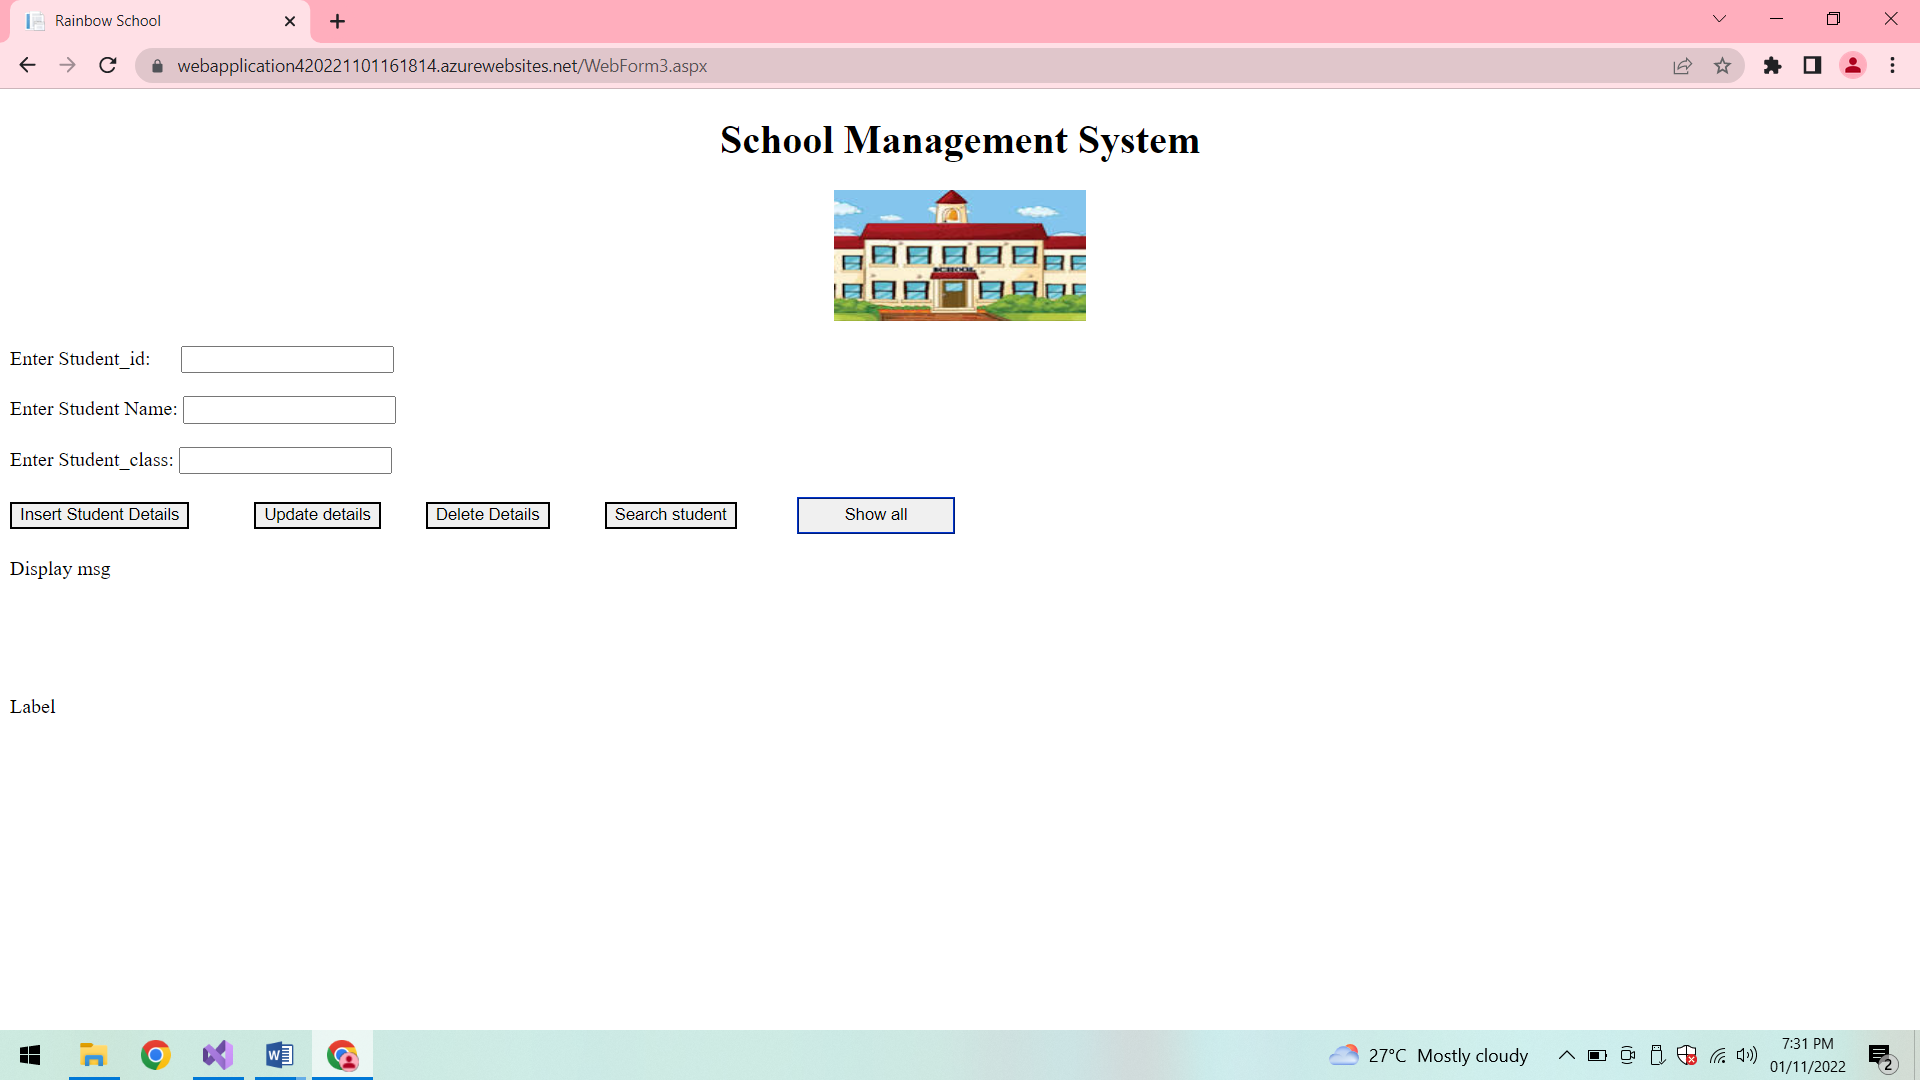 Rainbow School
webapplication420221101161814.azurewebsites.net/WebForm3.aspx
School Management System
SCHOOL
Enter Student_id:
Enter Student Name:
Enter Student_class:
Insert Student Details Update details Delete Details Search student Show all
Display msg
Label
27°C Mostly cloudy
7:31 PM
01/11/2022
2